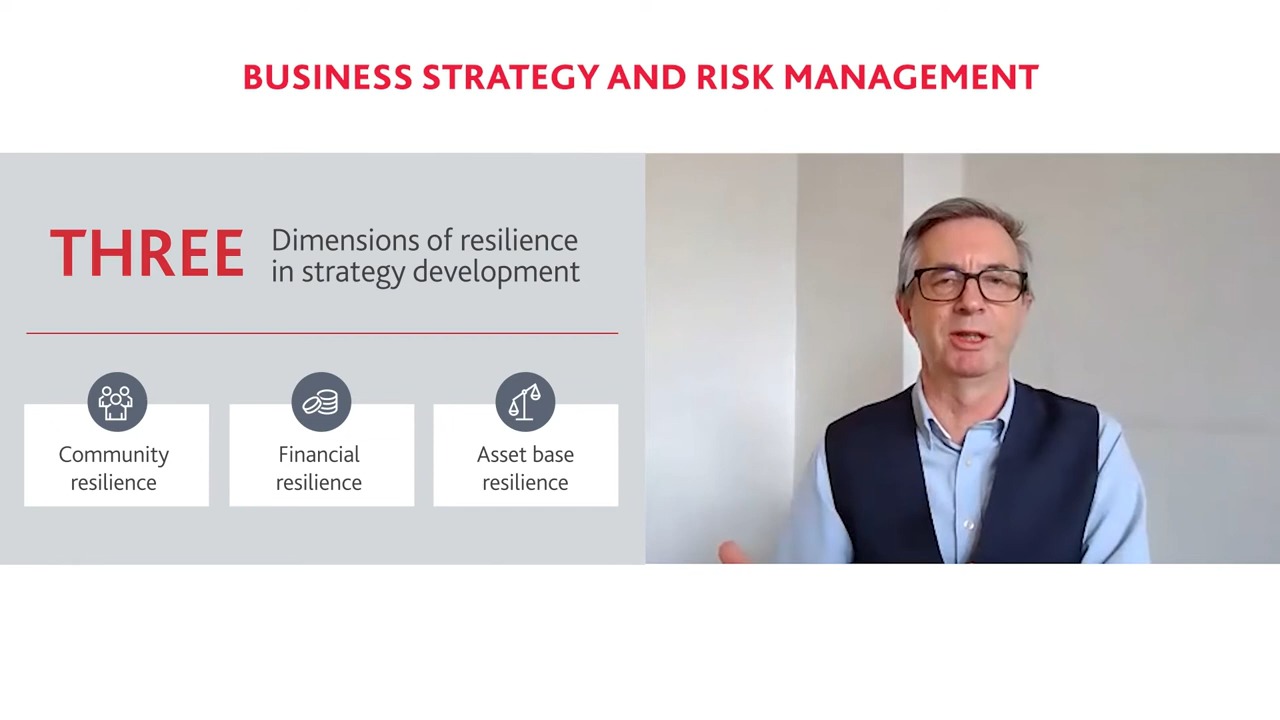 BUSINESS STRATEGY AND RISK MANAGEMENT
THREE
Dimensions of resilience
in strategy development
Community
resilience
Financial
resilience
Asset base
resilience